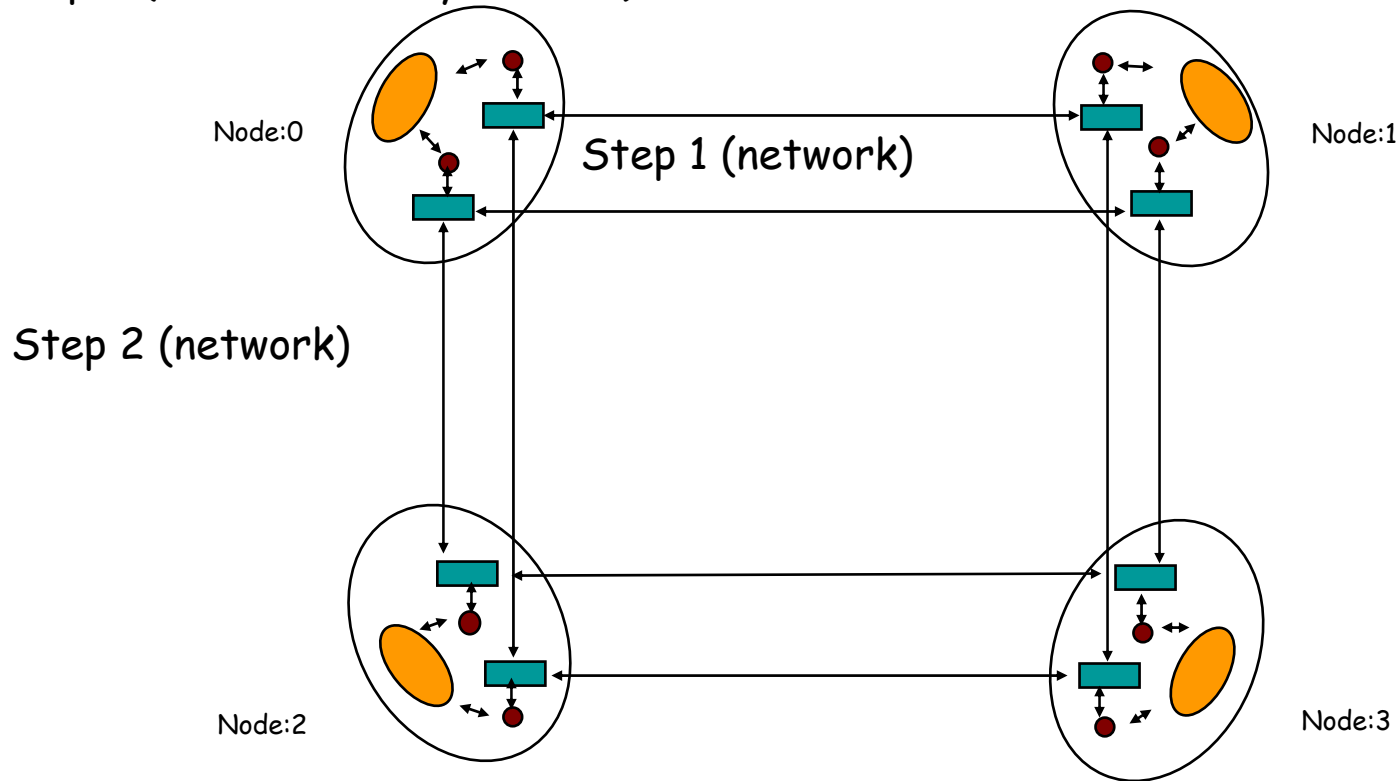 Node:0
Node:1
Step 1 (network)
Step 2 (network)
Node:2
Node:3